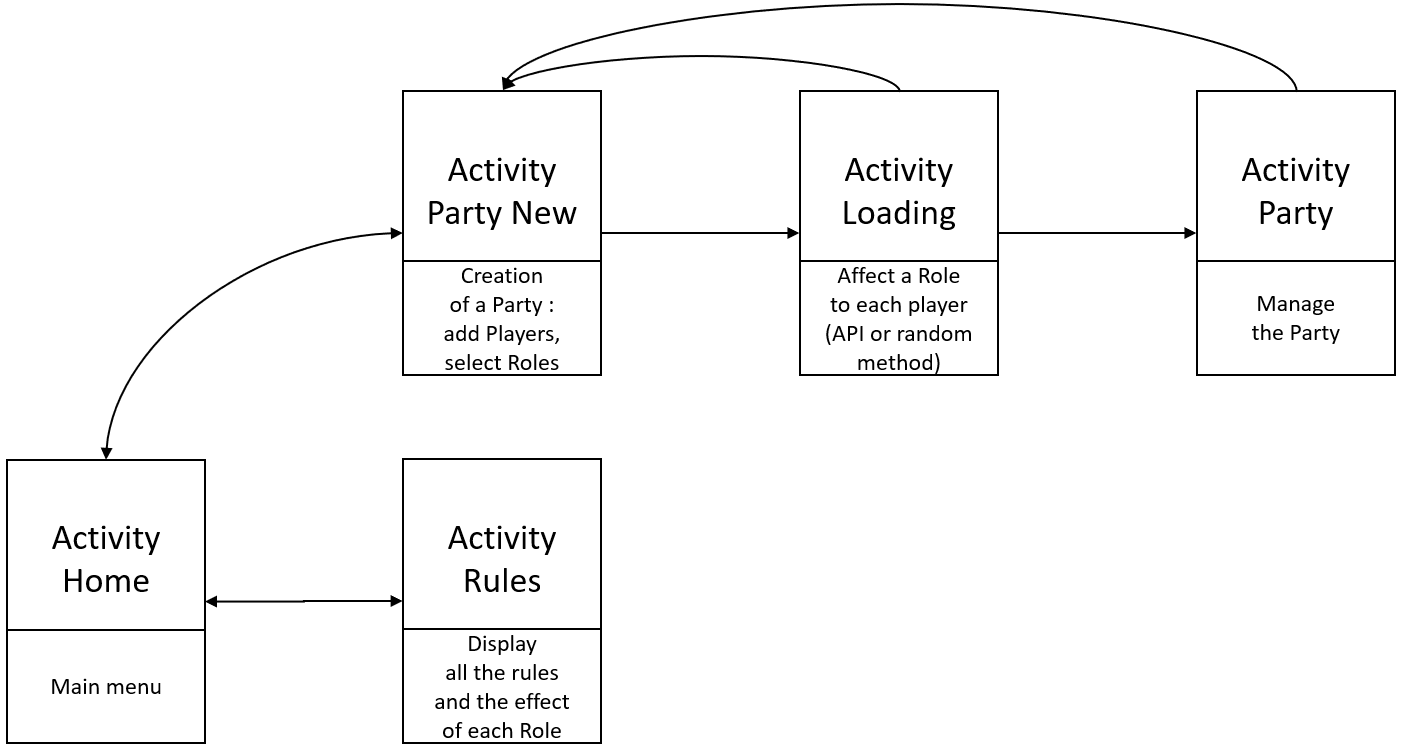 Activity
Party New
Creation
of a Party :
add Players,
select Roles
Activity
Loading
Affect a Role
to each player
(API or random
method)
Activity
Party
Manage
the Party
Activity
Home
Main menu
Activity
Rules
Display
all the rules
and the effect
of each Role